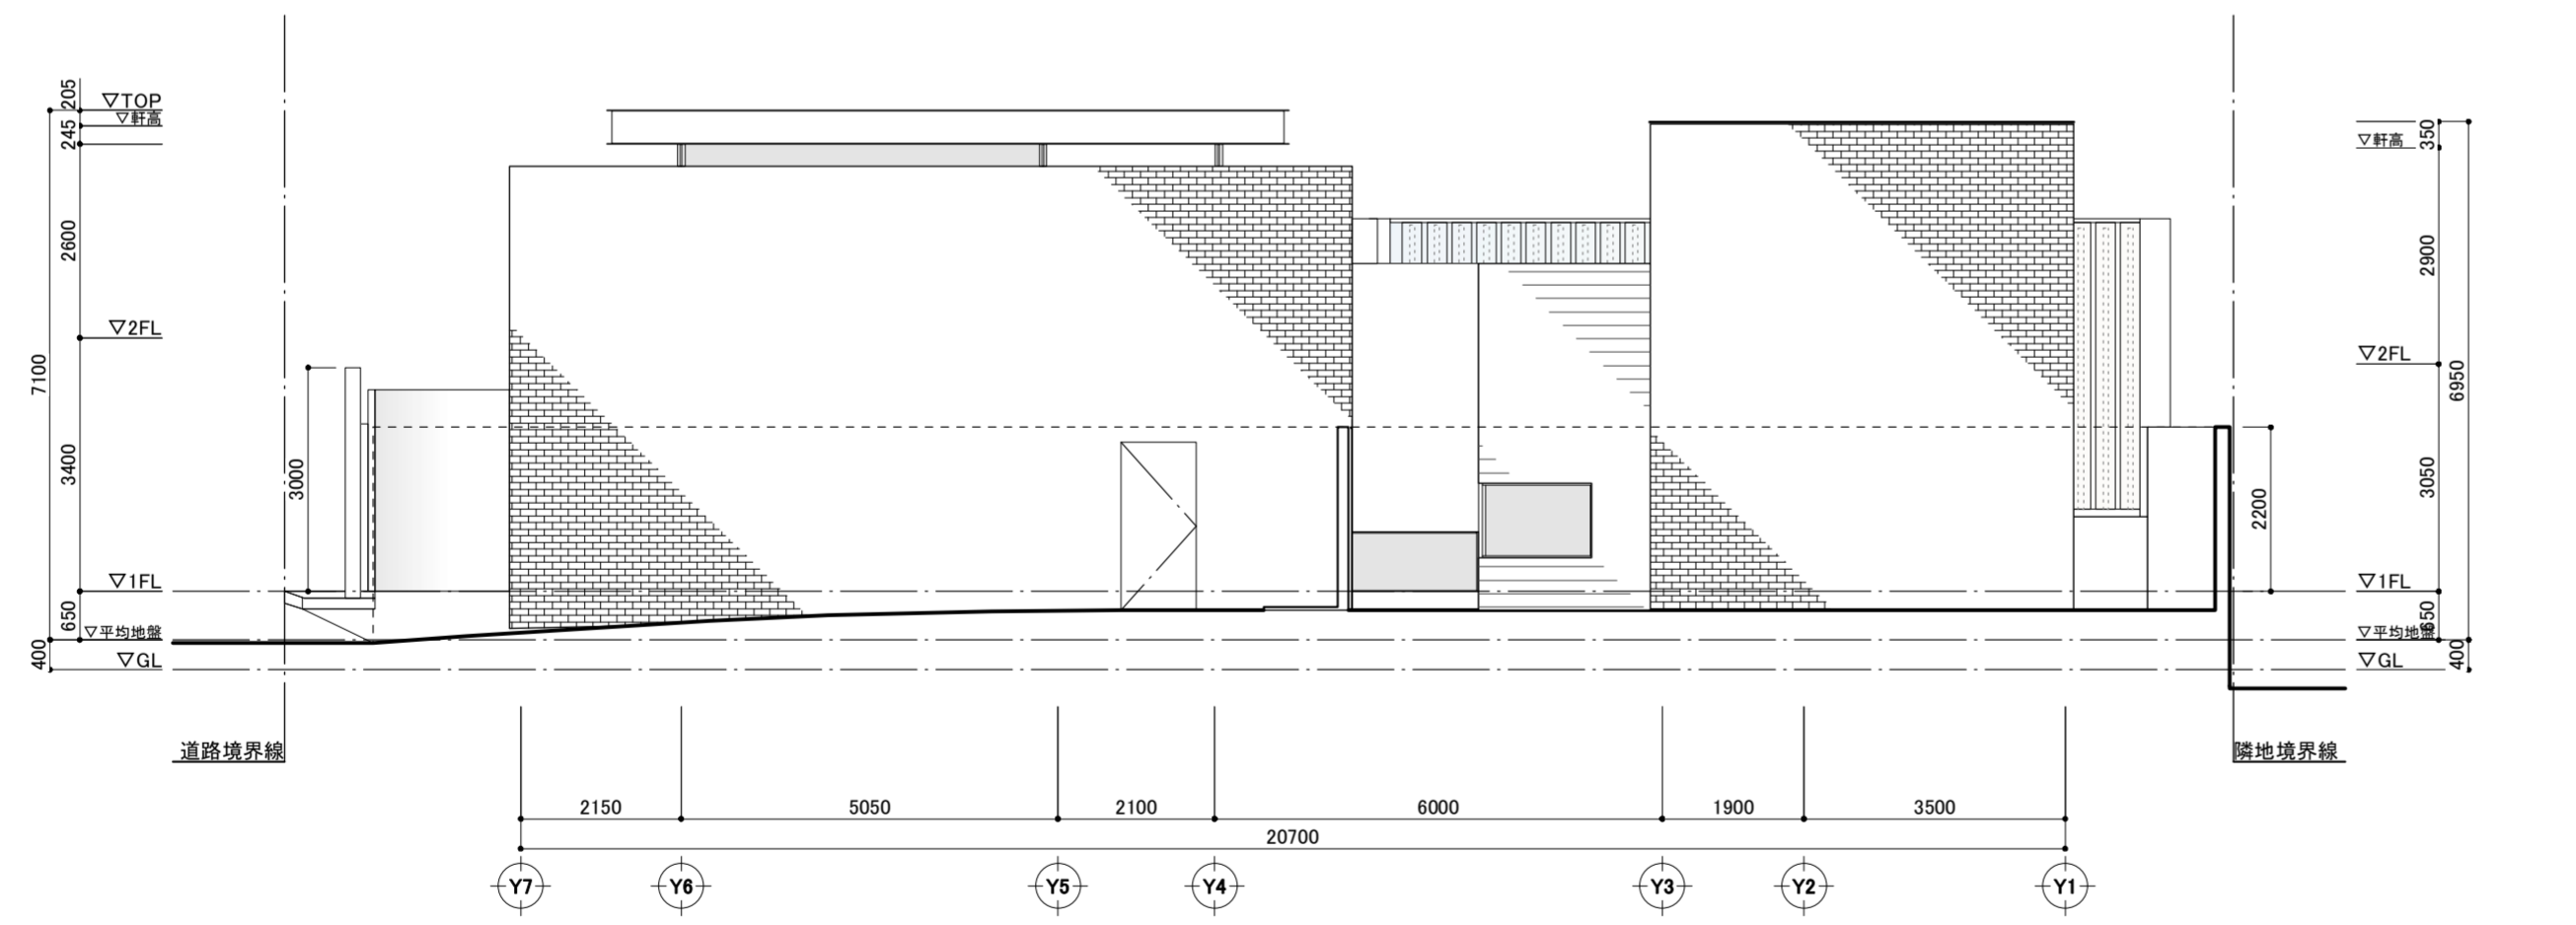 205
▽TOP
▽軒高
245
2600
▽2FL
7100
3400
3000
▽1FL
650
▽平均地盤
400
▽GL
350
▽軒高
2900
▽2FL
6950
3050
2200
▽1FL
650
▽平均地盤
400
▽GL
道路境界線
隣地境界線
2150 5050 2100 6000 1900 3500
20700
Y7 Y6 Y5 Y4 Y3 Y2 Y1